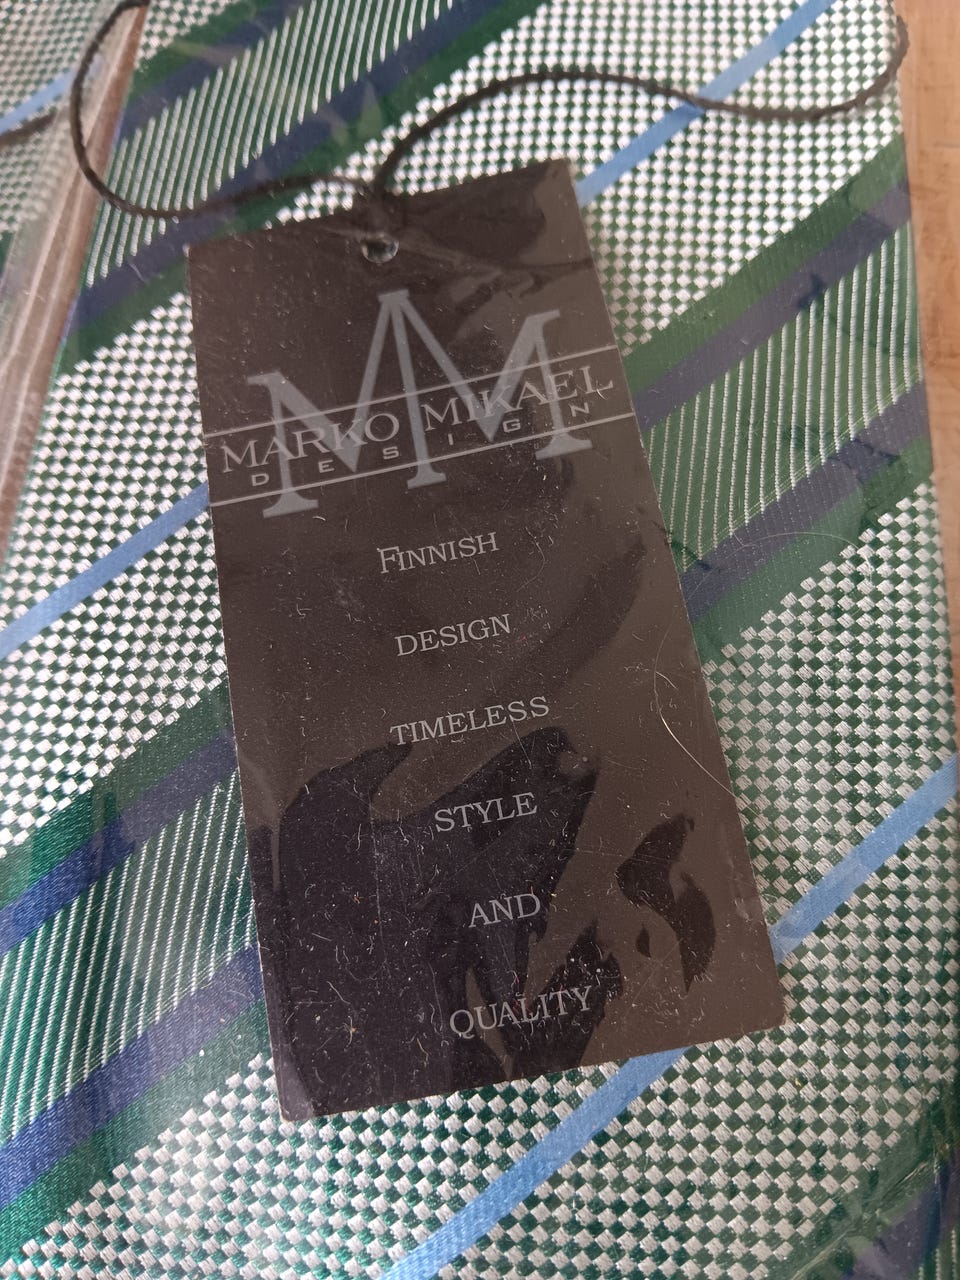 MM
MARKO MIKAEL
DESIGN
FINNISH
DESIGN
TIMELESS
STYLE
AND
QUALITY